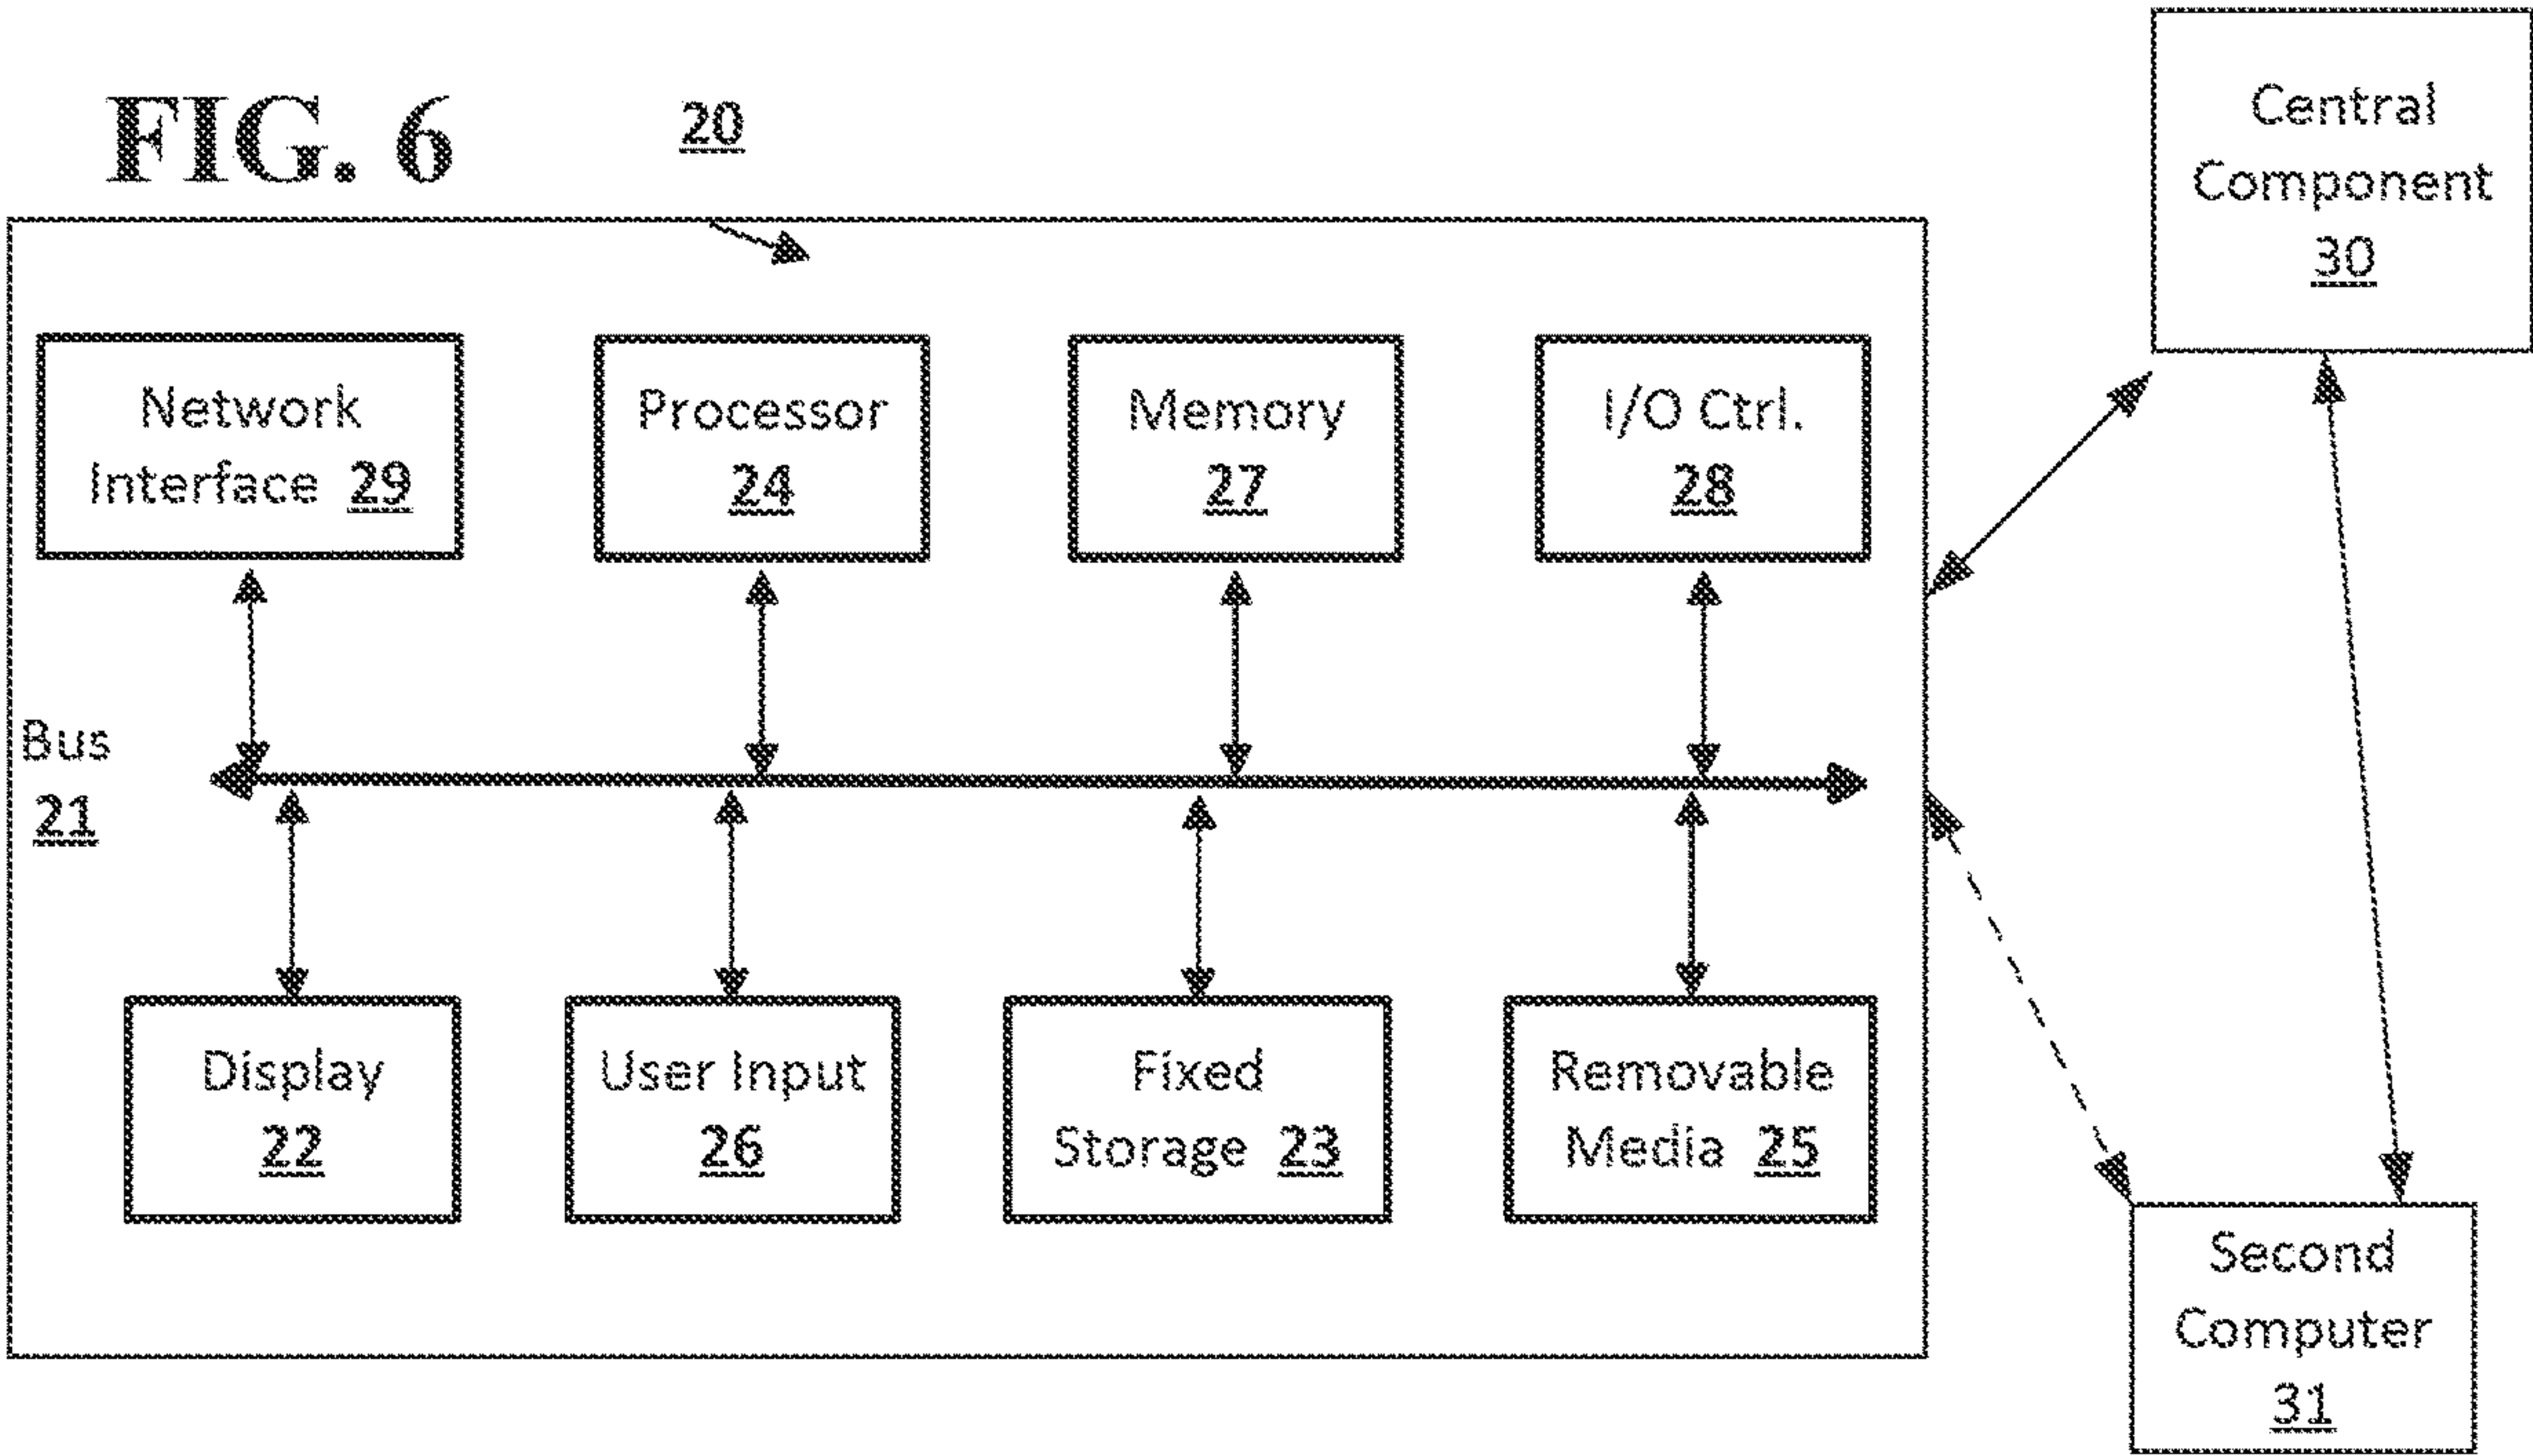 FIG. 6
20
Central
Component
30
Network
Interface 29
Processor
24
Memory
27
I/O Ctrl.
28
Bus
21
Display
22
User Input
26
Fixed
Storage 23
Removable
Media 25
Second
Computer
31